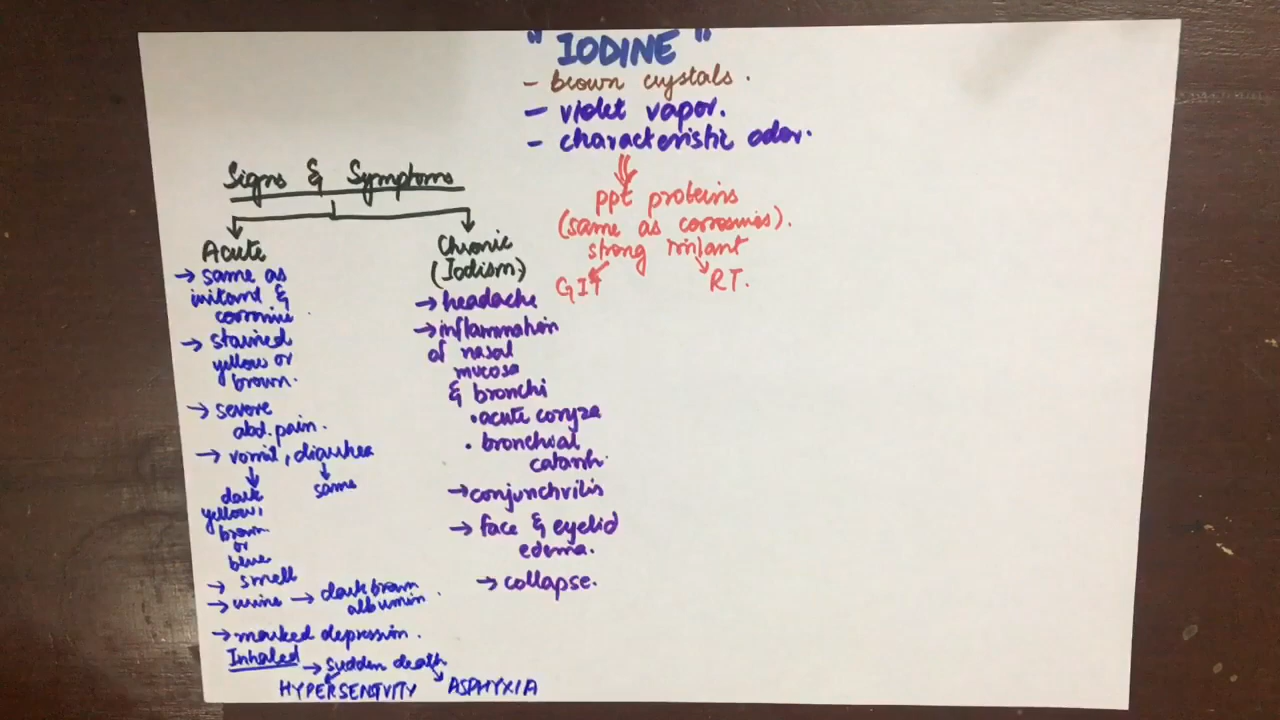 " IODINE "
- brown crystals.
- violet vapor.
- characteristic odor.
ppt proteins
(same as corrosives).
strong irritant
GIT RT.
Signs & Symptoms
Acute
→ same as
irritant &
corrosive
→ stained
yellow or
brown.
→ severe
abd. pain.
→ vomit, diarrhea
dark same
yellow,
brown
or
blue
→ smell
→ urine → dark brown
albumin
→ marked depression.
Inhaled → Sudden death
HYPERSENTVITY ASPHYXIA
Chronic
(Iodism)
→ headache
→ inflammation
of nasal
mucosa
& bronchi
• acute coryza
• bronchial
catarrh
→ conjunctivitis
→ face & eyelid
edema.
→ collapse.